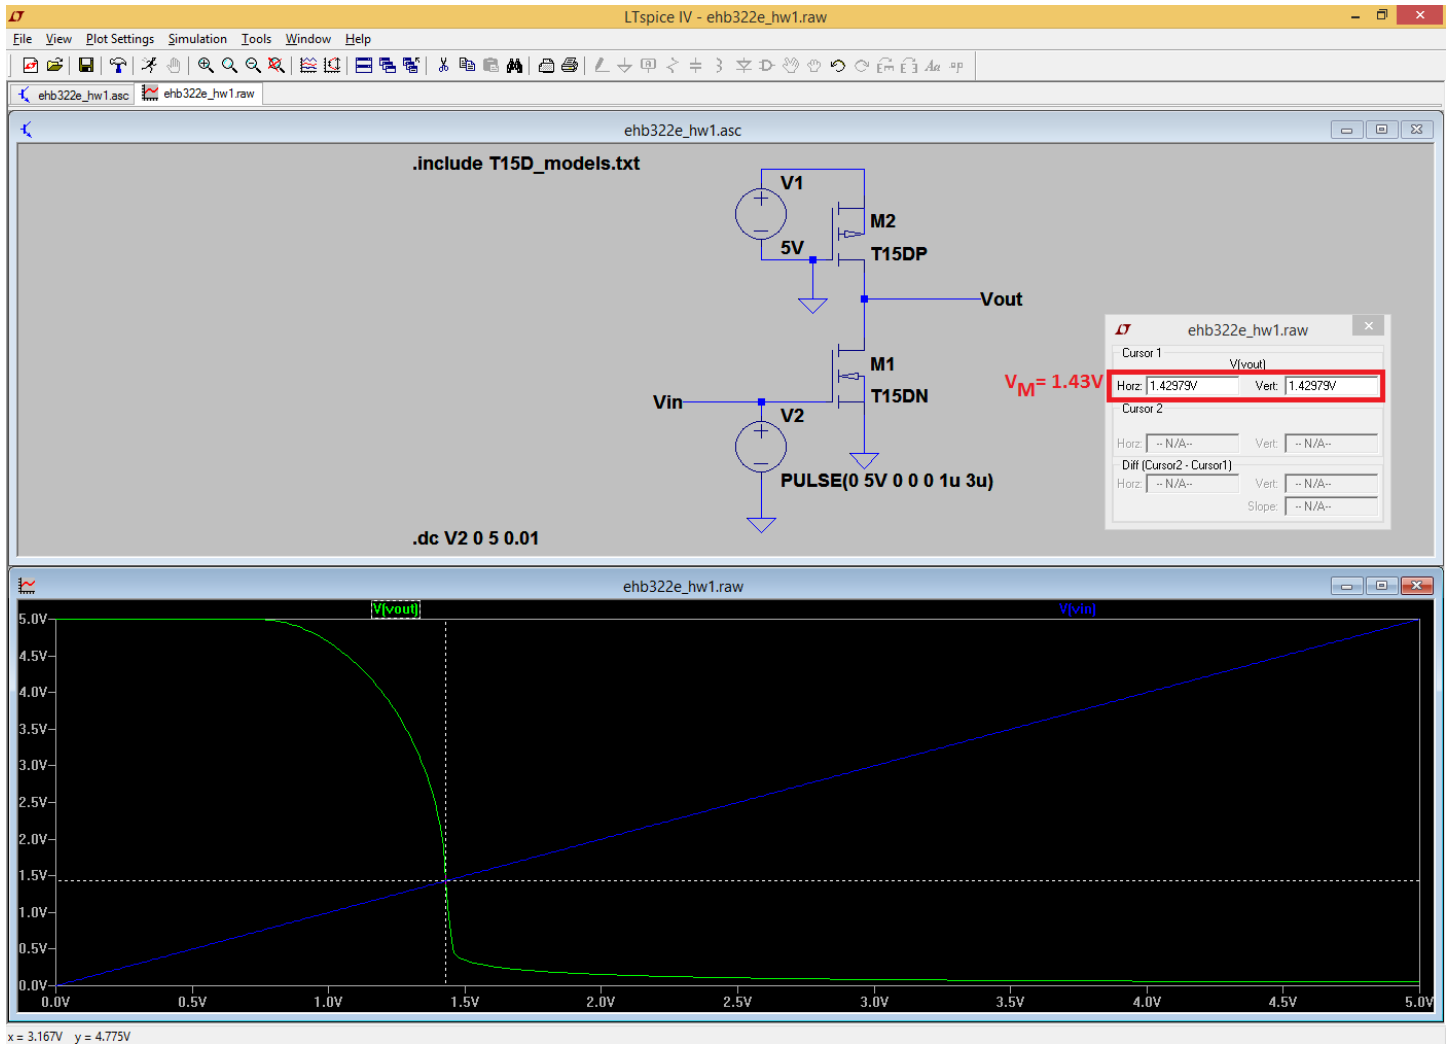 LTspice IV - ehb322e_hw1.raw
File View Plot Settings Simulation Tools Window Help
ehb322e_hw1.asc ehb322e_hw1.raw
ehb322e_hw1.asc
.include T15D_models.txt
V1
5V
M2
T15DP
Vout
M1
T15DN
Vin
V2
PULSE(0 5V 0 0 0 1u 3u)
.dc V2 0 5 0.01
VM= 1.43V
ehb322e_hw1.raw
Cursor 1
V(vout)
Horz: 1.42979V Vert: 1.42979V
Cursor 2
Horz: -- N/A-- Vert: -- N/A--
Diff (Cursor2 - Cursor1)
Horz: -- N/A-- Vert: -- N/A--
Slope: -- N/A--
ehb322e_hw1.raw
V(vout) V(vin)
5.0V
4.5V
4.0V
3.5V
3.0V
2.5V
2.0V
1.5V
1.0V
0.5V
0.0V
0.0V 0.5V 1.0V 1.5V 2.0V 2.5V 3.0V 3.5V 4.0V 4.5V 5.0V
x = 3.167V y = 4.775V